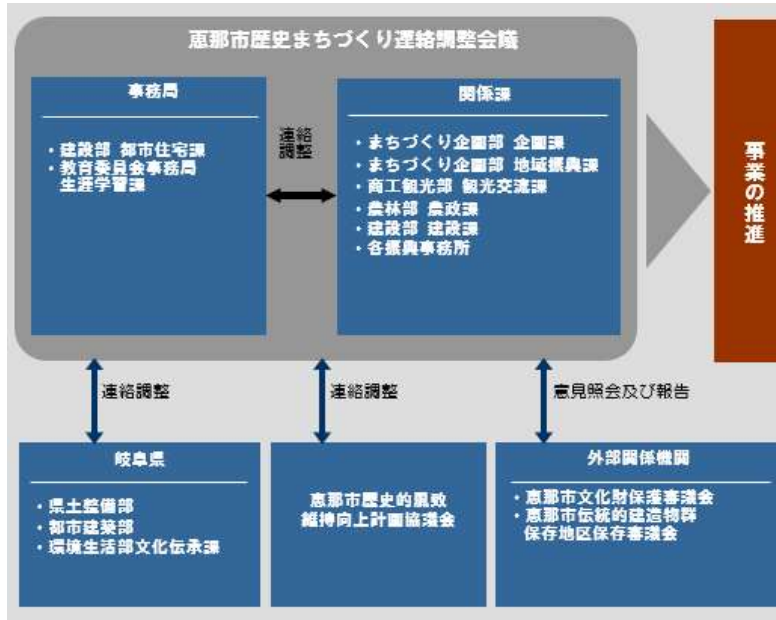 恵那市歴史まちづくり連絡調整会議
事務局
・建設部 都市住宅課
・教育委員会事務局
生涯学習課
連絡
調整
関係課
・まちづくり企画部 企画課
・まちづくり企画部 地域振興課
・商工観光部 観光交流課
・農林部 農政課
・建設部 建設課
・各振興事務所
事業の推進
連絡調整
連絡調整
意見照会及び報告
岐阜県
・県土整備部
・都市建築部
・環境生活部文化伝承課
恵那市歴史的風致
維持向上計画協議会
外部関係機関
・恵那市文化財保護審議会
・恵那市伝統的建造物群
保存地区保存審議会